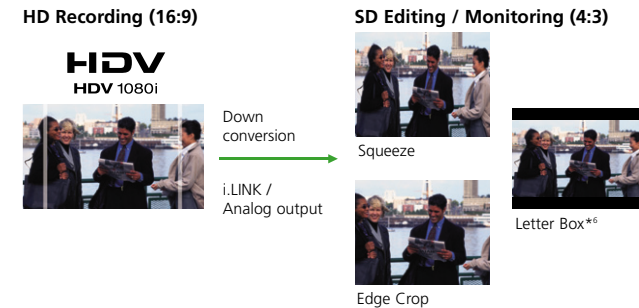 HD Recording (16:9)
SD Editing / Monitoring (4:3)
HDV
HDV 1080i
Down
conversion
i.LINK /
Analog output
Squeeze
Letter Box*6
Edge Crop